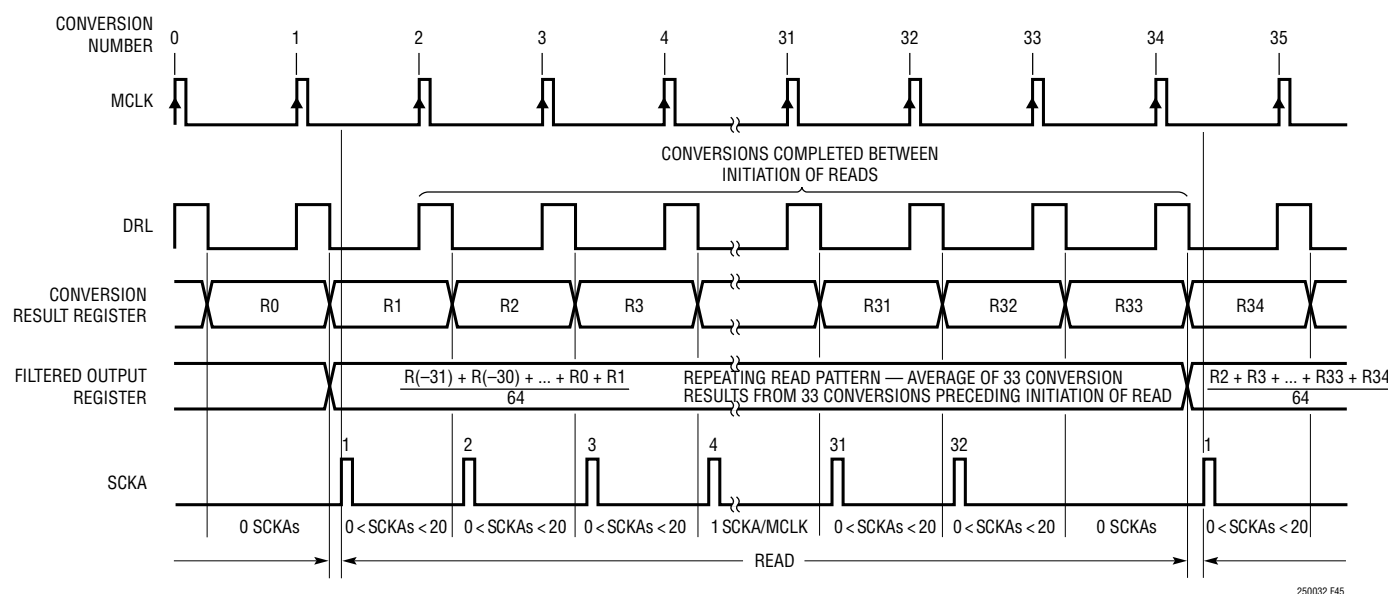 CONVERSION
NUMBER
0 1 2 3 4 31 32 33 34 35
MCLK
CONVERSIONS COMPLETED BETWEEN
INITIATION OF READS
DRL
CONVERSION
RESULT REGISTER
R0 R1 R2 R3 R31 R32 R33 R34
FILTERED OUTPUT
REGISTER
R(–31) + R(–30) + ... + R0 + R1
64
REPEATING READ PATTERN — AVERAGE OF 33 CONVERSION
RESULTS FROM 33 CONVERSIONS PRECEDING INITIATION OF READ
R2 + R3 + ... + R33 + R34
64
1 2 3 4 31 32 1
SCKA
0 SCKAs 0 < SCKAs < 20 0 < SCKAs < 20 0 < SCKAs < 20 1 SCKA/MCLK 0 < SCKAs < 20 0 < SCKAs < 20 0 SCKAs 0 < SCKAs < 20
READ
250032 F45